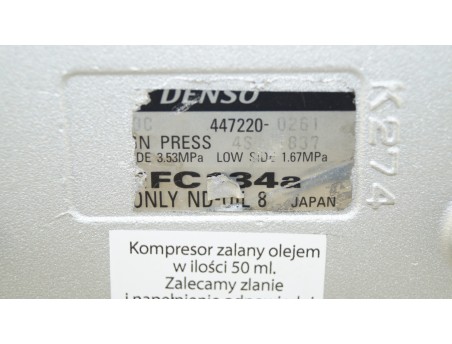 DENSO
447220-0261
GN PRESS
DE 3.53MPa LOW SIDE 1.67MPa
FC134a
ONLY ND-OIL 8 JAPAN
K274
Kompresor zalany olejem
w ilości 50 ml.
Zalecamy zlanie